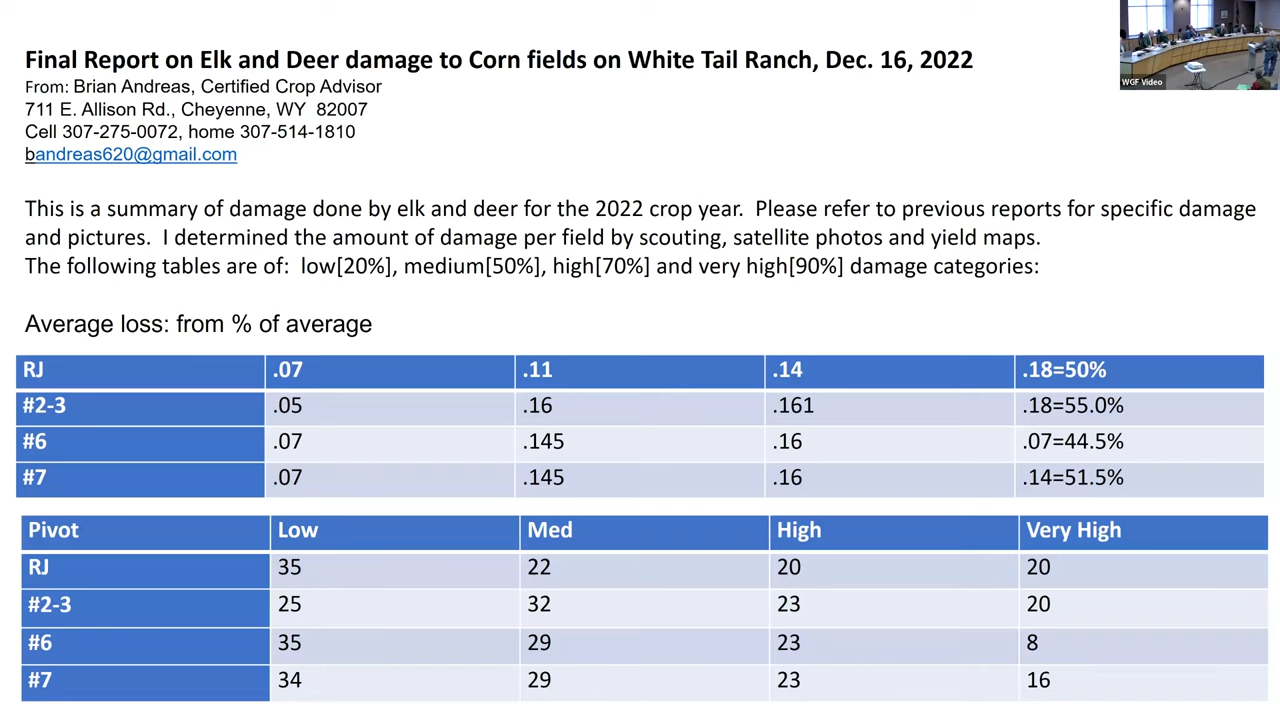 Final Report on Elk and Deer damage to Corn fields on White Tail Ranch, Dec. 16, 2022
From: Brian Andreas, Certified Crop Advisor
711 E. Allison Rd., Cheyenne, WY 82007
Cell 307-275-0072, home 307-514-1810
bandreas620@gmail.com
WGF Video
This is a summary of damage done by elk and deer for the 2022 crop year. Please refer to previous reports for specific damage
and pictures. I determined the amount of damage per field by scouting, satellite photos and yield maps.
The following tables are of: low[20%], medium[50%], high[70%] and very high[90%] damage categories:
Average loss: from % of average
RJ .07 .11 .14 .18=50%
#2-3 .05 .16 .161 .18=55.0%
#6 .07 .145 .16 .07=44.5%
#7 .07 .145 .16 .14=51.5%
Pivot Low Med High Very High
RJ 35 22 20 20
#2-3 25 32 23 20
#6 35 29 23 8
#7 34 29 23 16